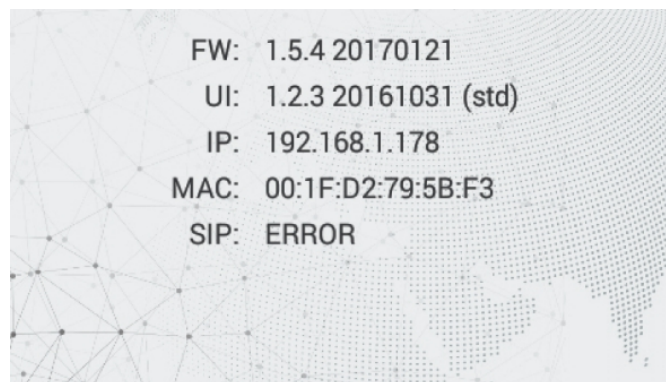 FW: 1.5.4 20170121
UI: 1.2.3 20161031 (std)
IP: 192.168.1.178
MAC: 00:1F:D2:79:5B:F3
SIP: ERROR